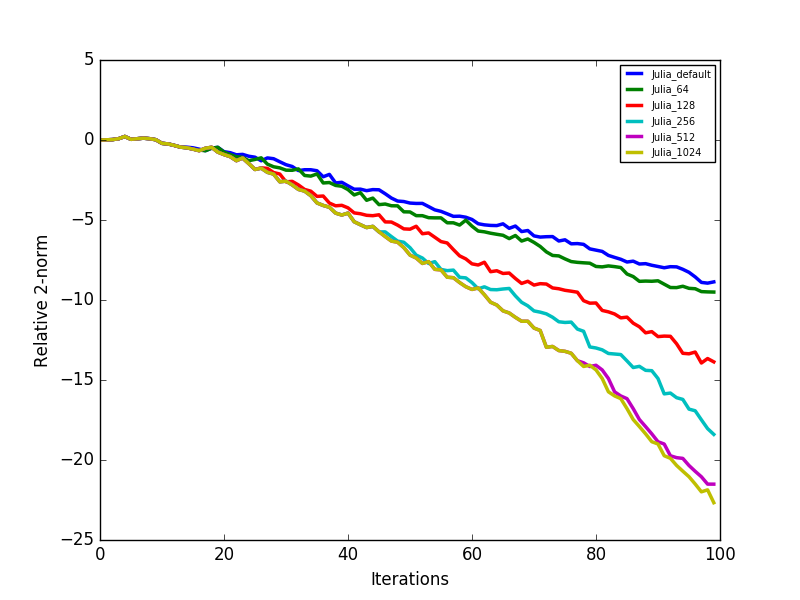 5
0
−5
−10
−15
−20
−25
0 20 40 60 80 100
Relative 2-norm
Iterations
Julia_default
Julia_64
Julia_128
Julia_256
Julia_512
Julia_1024